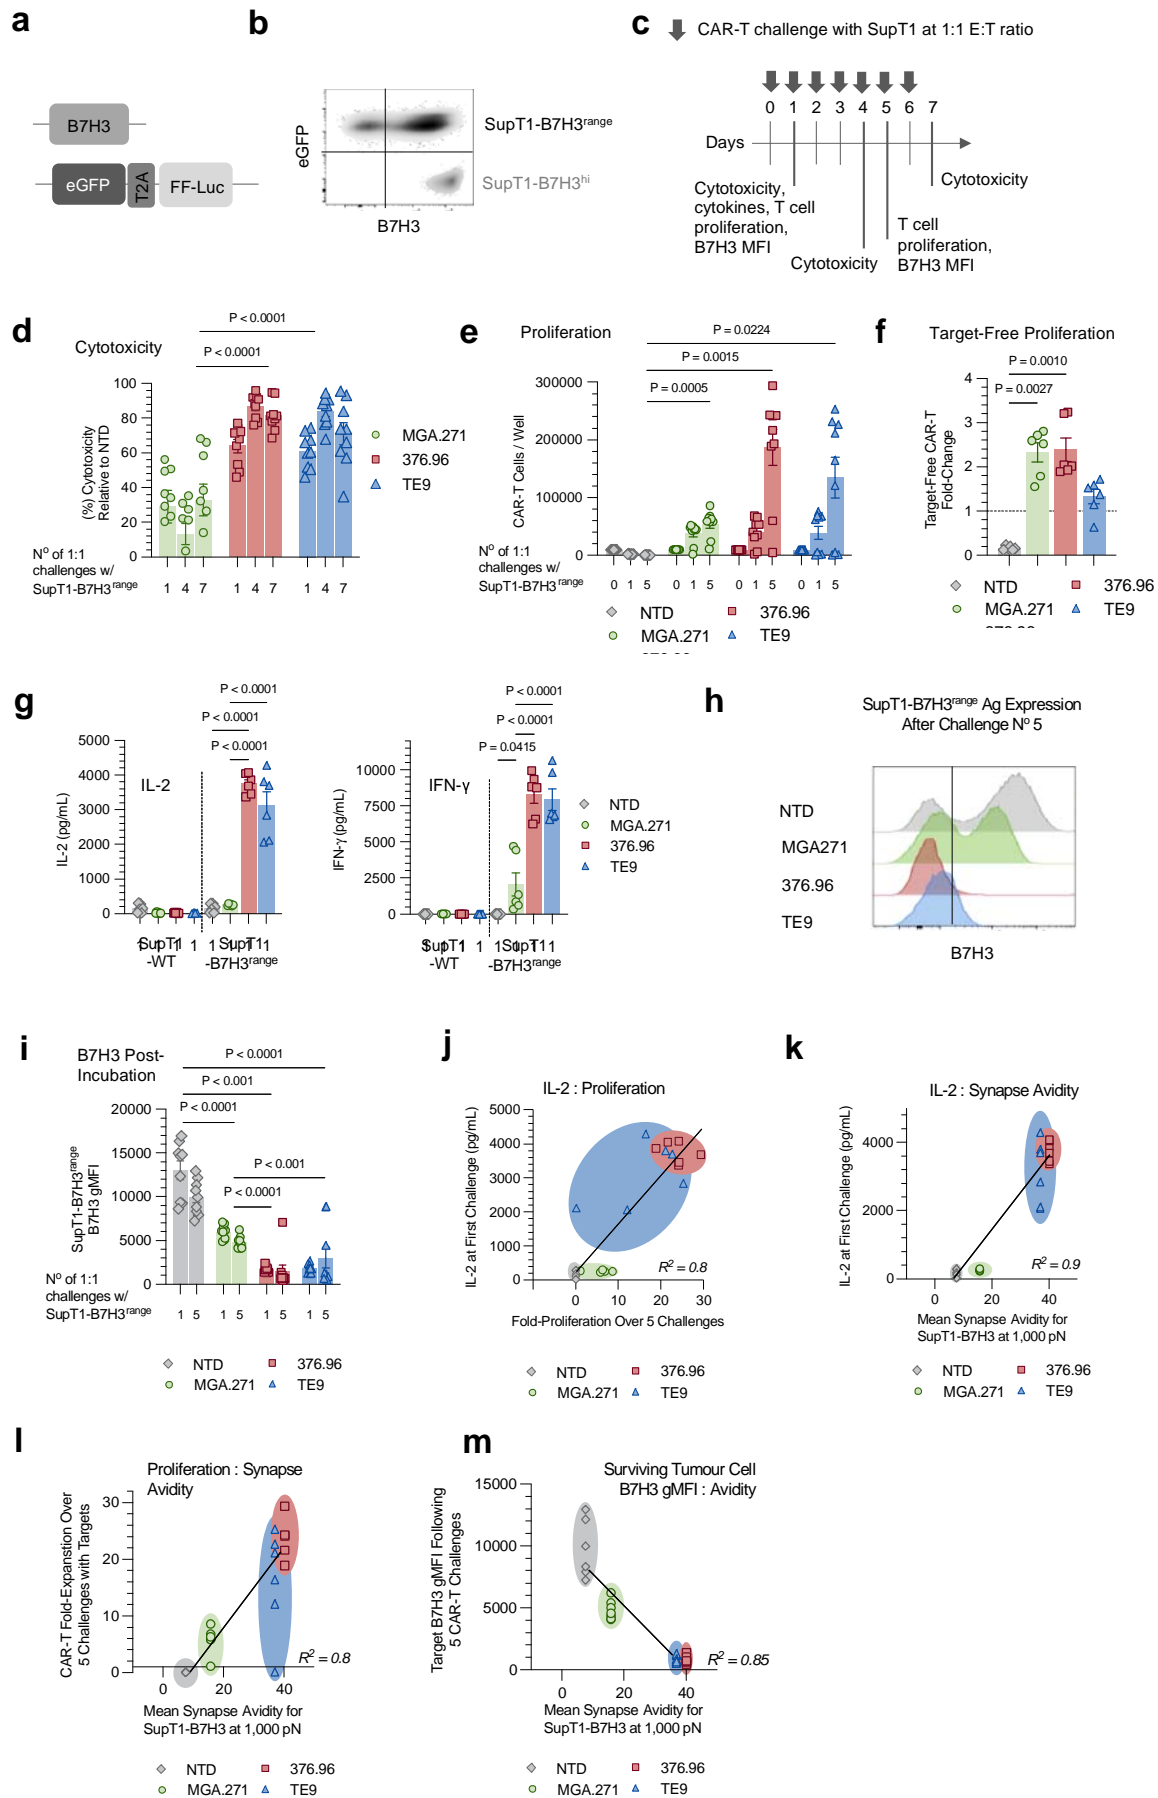 a
B7H3
eGFP
T2A
FF-Luc
b
eGFP
SupT1-B7H3range
SupT1-B7H3hi
B7H3
c
CAR-T challenge with SupT1 at 1:1 E:T ratio
0 1 2 3 4 5 6 7
Days
Cytotoxicity,
cytokines, T cell
proliferation,
B7H3 MFI
Cytotoxicity
T cell
proliferation,
B7H3 MFI
Cytotoxicity
d
Cytotoxicity
P < 0.0001
P < 0.0001
(%) Cytotoxicity
Relative to NTD
100
80
60
40
20
0
Nº of 1:1
challenges w/
SupT1-B7H3range
1 4 7 1 4 7 1 4 7
MGA.271
376.96
TE9
e
Proliferation
P = 0.0224
P = 0.0015
P = 0.0005
CAR-T Cells / Well
300000
200000
100000
0
Nº of 1:1
challenges w/
SupT1-B7H3range
0 1 5 0 1 5 0 1 5 0 1 5
NTD
376.96
MGA.271
TE9
f
Target-Free Proliferation
P = 0.0010
P = 0.0027
Target-Free CAR-T
Fold-Change
4
3
2
1
0
NTD
376.96
MGA.271
TE9
g
P < 0.0001
P < 0.0001
P < 0.0001
IL-2
IL-2 (pg/mL)
5000
4000
3000
2000
1000
0
1 1 1 1 1 1 1 1
SupT1
-WT
SupT1
-B7H3range
P < 0.0001
P < 0.0001
P = 0.0415
IFN-γ
IFN-γ (pg/mL)
10000
7500
5000
2500
0
1 1 1 1 1 1 1 1
SupT1
-WT
SupT1
-B7H3range
NTD
MGA.271
376.96
TE9
h
SupT1-B7H3range Ag Expression
After Challenge Nº 5
NTD
MGA271
376.96
TE9
B7H3
i
B7H3 Post-
Incubation
P < 0.0001
P < 0.001
P < 0.0001
P < 0.001
P < 0.0001
SupT1-B7H3range
B7H3 gMFI
20000
15000
10000
5000
0
Nº of 1:1
challenges w/
SupT1-B7H3range
1 5 1 5 1 5 1 5
NTD
376.96
MGA.271
TE9
j
IL-2 : Proliferation
IL-2 at First Challenge (pg/mL)
5000
4000
3000
2000
1000
0
R2 = 0.8
0 10 20 30
Fold-Proliferation Over 5 Challenges
NTD
376.96
MGA.271
TE9
k
IL-2 : Synapse Avidity
IL-2 at First Challenge (pg/mL)
4000
2000
0
R2 = 0.9
0 20 40
Mean Synapse Avidity for
SupT1-B7H3 at 1,000 pN
NTD
376.96
MGA.271
TE9
l
Proliferation : Synapse
Avidity
CAR-T Fold-Expanstion Over
5 Challenges with Targets
30
20
10
0
R2 = 0.8
0 20 40
Mean Synapse Avidity for
SupT1-B7H3 at 1,000 pN
NTD
376.96
MGA.271
TE9
m
Surviving Tumour Cell
B7H3 gMFI : Avidity
Target B7H3 gMFI Following
5 CAR-T Challenges
15000
10000
5000
0
R2 = 0.85
0 20 40
Mean Synapse Avidity for
SupT1-B7H3 at 1,000 pN
NTD
376.96
MGA.271
TE9